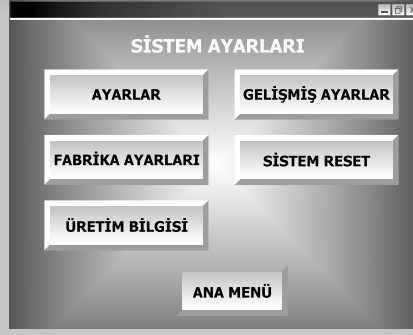 SİSTEM AYARLARI
AYARLAR
GELİŞMİŞ AYARLAR
FABRİKA AYARLARI
SİSTEM RESET
ÜRETİM BİLGİSİ
ANA MENÜ